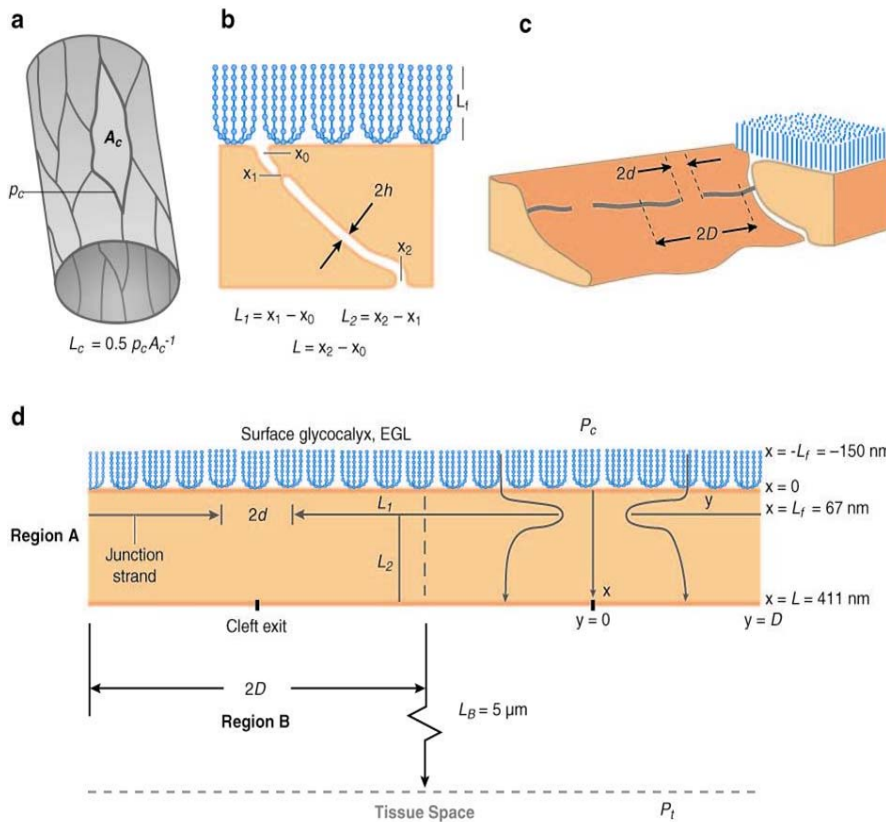 a
A_c
p_c
L_c = 0.5 p_cA_c^-1
b
L_f
x_0
x_1
2h
x_2
L_1 = x_1 – x_0 L_2 = x_2 – x_1
L = x_2 – x_0
c
2d
2D
d
Surface glycocalyx, EGL
P_c
x = -L_f = –150 nm
x = 0
L_1
y
x = L_f = 67 nm
2d
Region A
Junction
strand
L_2
x
x = L = 411 nm
Cleft exit
y = 0
y = D
2D
Region B
L_B = 5 µm
Tissue Space
P_t